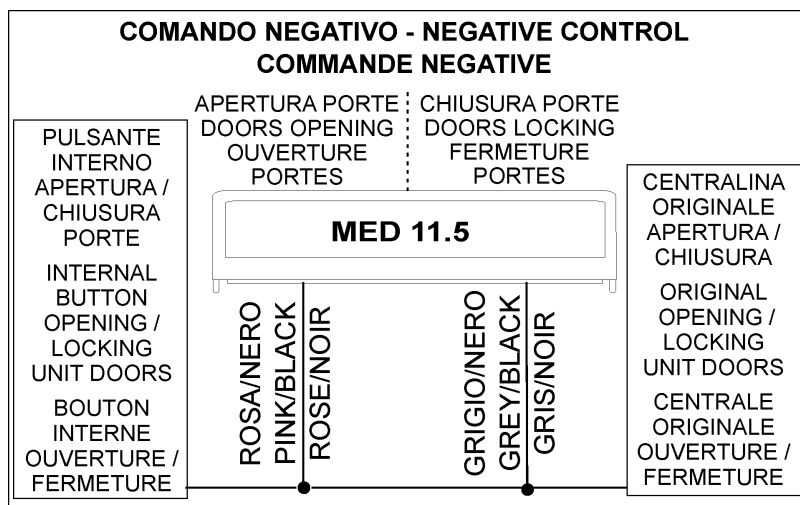 COMANDO NEGATIVO - NEGATIVE CONTROL
COMMANDE NEGATIVE
APERTURA PORTE
DOORS OPENING
OUVERTURE
PORTES
CHIUSURA PORTE
DOORS LOCKING
FERMETURE
PORTES
PULSANTE
INTERNO
APERTURA /
CHIUSURA
PORTE
INTERNAL
BUTTON
OPENING /
LOCKING
UNIT DOORS
BOUTON
INTERNE
OUVERTURE /
FERMETURE
MED 11.5
ROSA/NERO
PINK/BLACK
ROSE/NOIR
GRIGIO/NERO
GREY/BLACK
GRIS/NOIR
CENTRALINA
ORIGINALE
APERTURA /
CHIUSURA
ORIGINAL
OPENING /
LOCKING
UNIT DOORS
CENTRALE
ORIGINALE
OUVERTURE /
FERMETURE